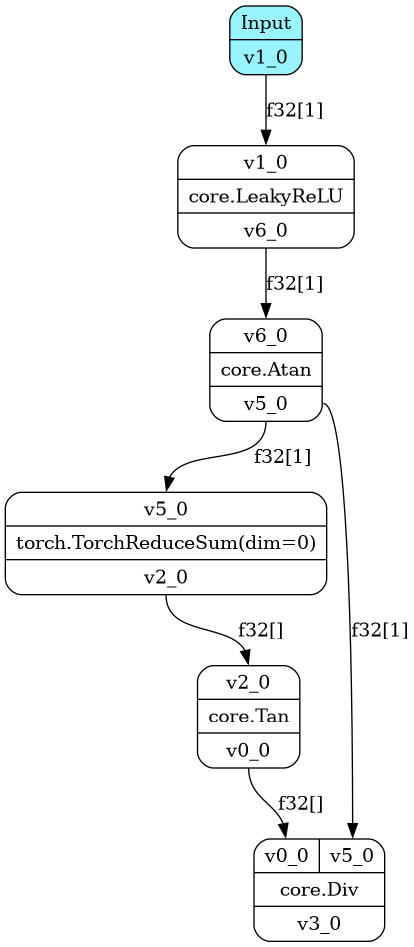 Input
v1_0
f32[1]
v1_0
core.LeakyReLU
v6_0
f32[1]
v6_0
core.Atan
v5_0
f32[1]
v5_0
torch.TorchReduceSum(dim=0)
v2_0
f32[]
f32[1]
v2_0
core.Tan
v0_0
f32[]
v0_0 v5_0
core.Div
v3_0